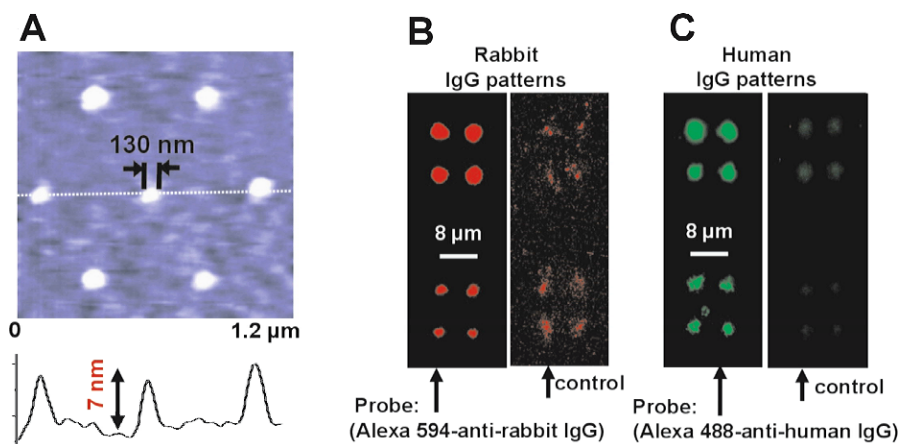 A
130 nm
0 1.2 µm
7 nm
B
Rabbit
IgG patterns
8 µm
control
Probe:
(Alexa 594-anti-rabbit IgG)
C
Human
IgG patterns
8 µm
control
Probe:
(Alexa 488-anti-human IgG)